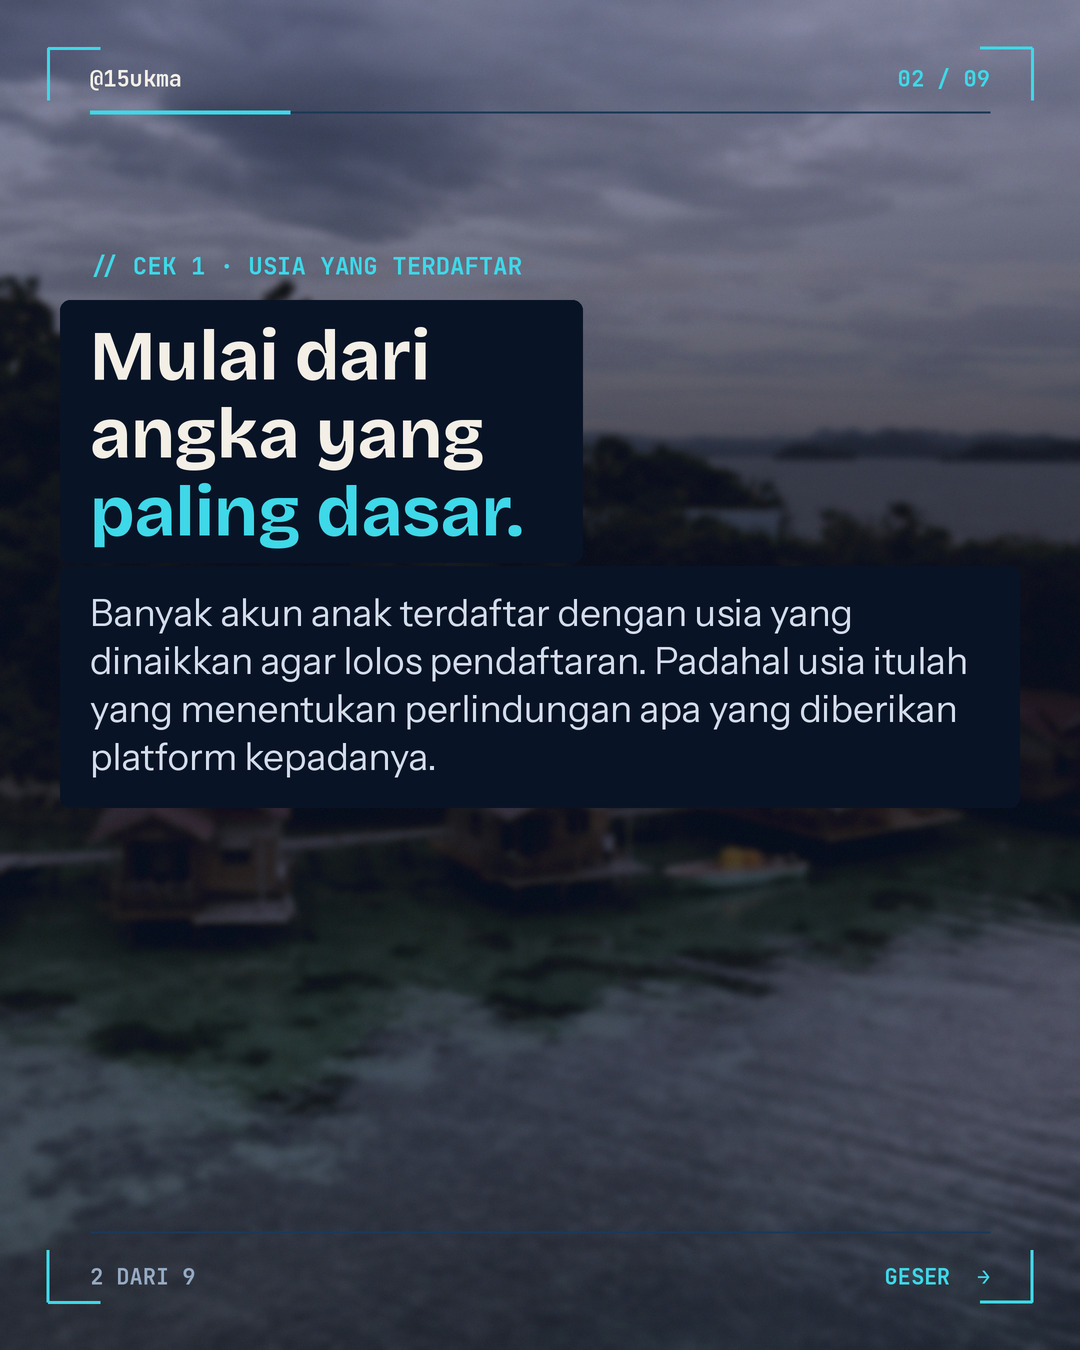 @15ukma
02 / 09
// CEK 1 · USIA YANG TERDAFTAR
Mulai dari
angka yang
paling dasar.
Banyak akun anak terdaftar dengan usia yang
dinaikkan agar lolos pendaftaran. Padahal usia itulah
yang menentukan perlindungan apa yang diberikan
platform kepadanya.
2 DARI 9
GESER →